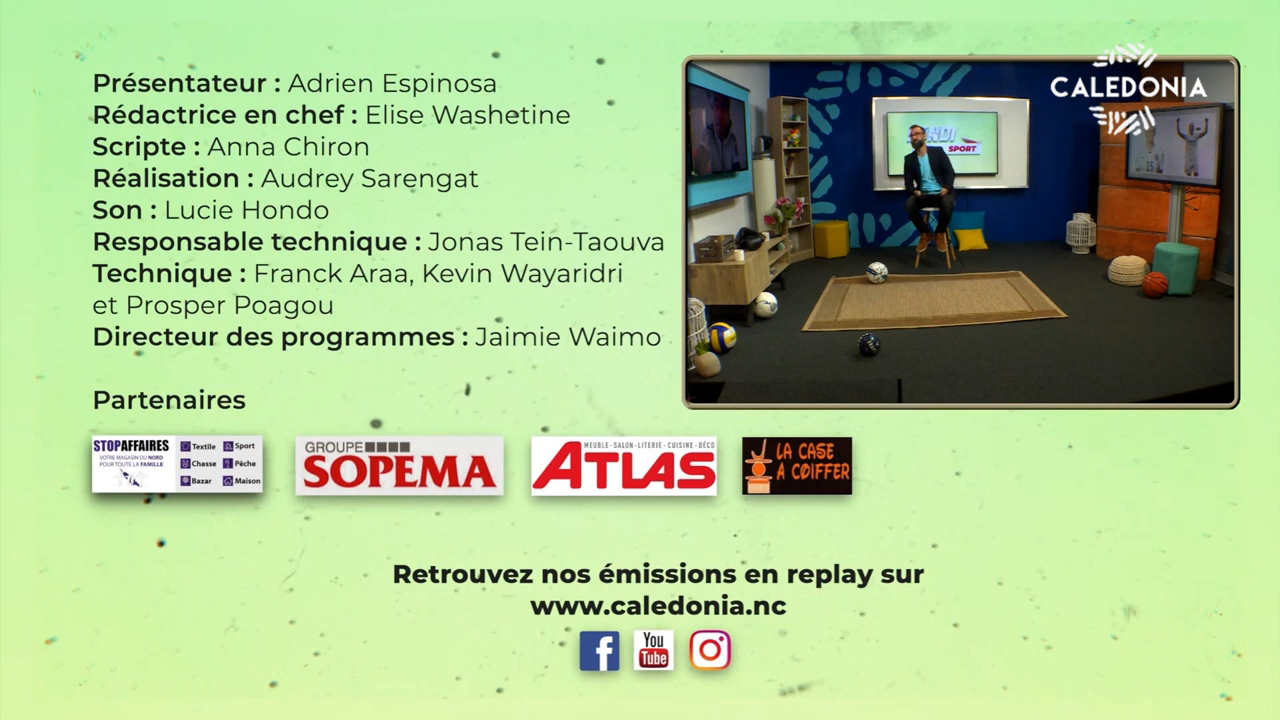 Présentateur : Adrien Espinosa
Rédactrice en chef : Elise Washetine
Scripte : Anna Chiron
Réalisation : Audrey Sarengat
Son : Lucie Hondo
Responsable technique : Jonas Tein-Taouva
Technique : Franck Araa, Kevin Wayaridri
et Prosper Poagou
Directeur des programmes : Jaimie Waimo
CALEDONIA
SPORT
15
Partenaires
STOPAFFAIRES
VOTRE MAGASIN DU NORD
POUR TOUTE LA FAMILLE
Textile
Sport
Chasse
Pêche
Bazar
Maison
GROUPE
SOPEMA
MEUBLE-SALON-LITERIE-CUISINE-DÉCO
ATLAS
LA CASE
A COIFFER
Retrouvez nos émissions en replay sur
www.caledonia.nc
f
You
Tube